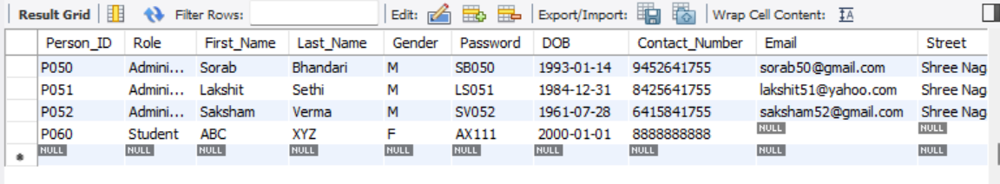 Result Grid Filter Rows: Edit: Export/Import: Wrap Cell Content: IA
Person_ID Role First_Name Last_Name Gender Password DOB Contact_Number Email Street
P050 Admini... Sorab Bhandari M SB050 1993-01-14 9452641755 sorab50@gmail.com Shree Nag
P051 Admini... Lakshit Sethi M LS051 1984-12-31 8425641755 lakshit51@yahoo.com Shree Nag
P052 Admini... Saksham Verma M SV052 1961-07-28 6415841755 saksham52@gmail.com Shree Nag
P060 Student ABC XYZ F AX111 2000-01-01 8888888888 NULL NULL
NULL NULL NULL NULL NULL NULL NULL NULL NULL NULL